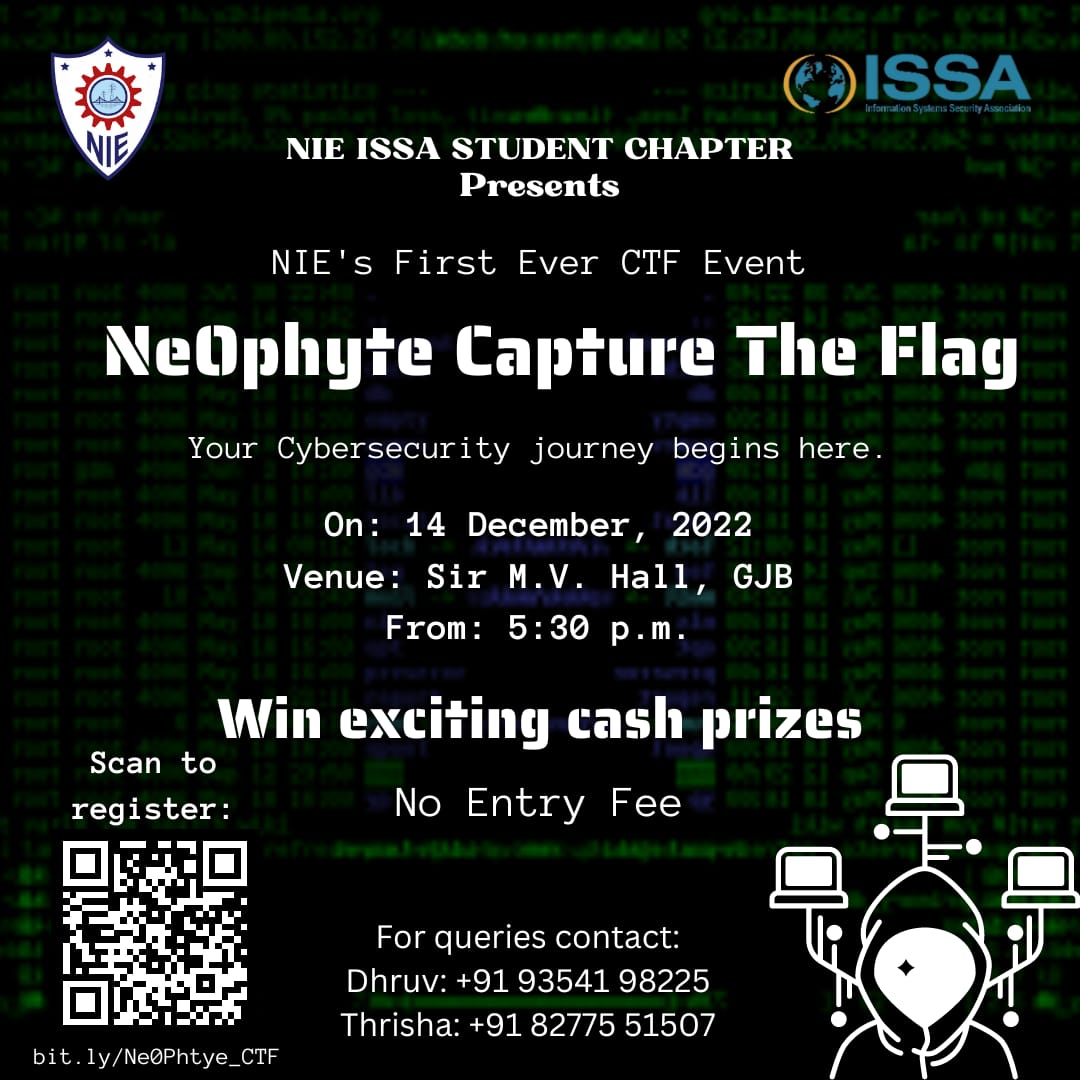 NIE
ISSA
Information Systems Security Association
NIE ISSA STUDENT CHAPTER
Presents
NIE's First Ever CTF Event
Ne0phyte Capture The Flag
Your Cybersecurity journey begins here.
On: 14 December, 2022
Venue: Sir M.V. Hall, GJB
From: 5:30 p.m.
Win exciting cash prizes
No Entry Fee
Scan to
register:
bit.ly/Ne0Phtye_CTF
For queries contact:
Dhruv: +91 93541 98225
Thrisha: +91 82775 51507